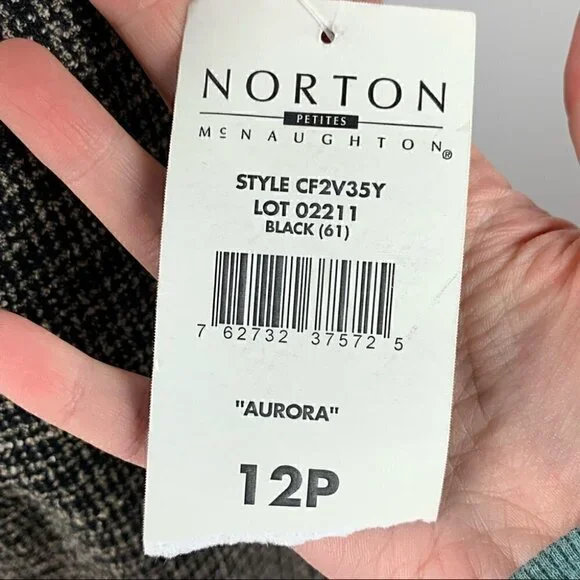 NORTON
PETITES
McNAUGHTON®
STYLE CF2V35Y
LOT 02211
BLACK (61)
7 62732 37572 5
"AURORA"
12P